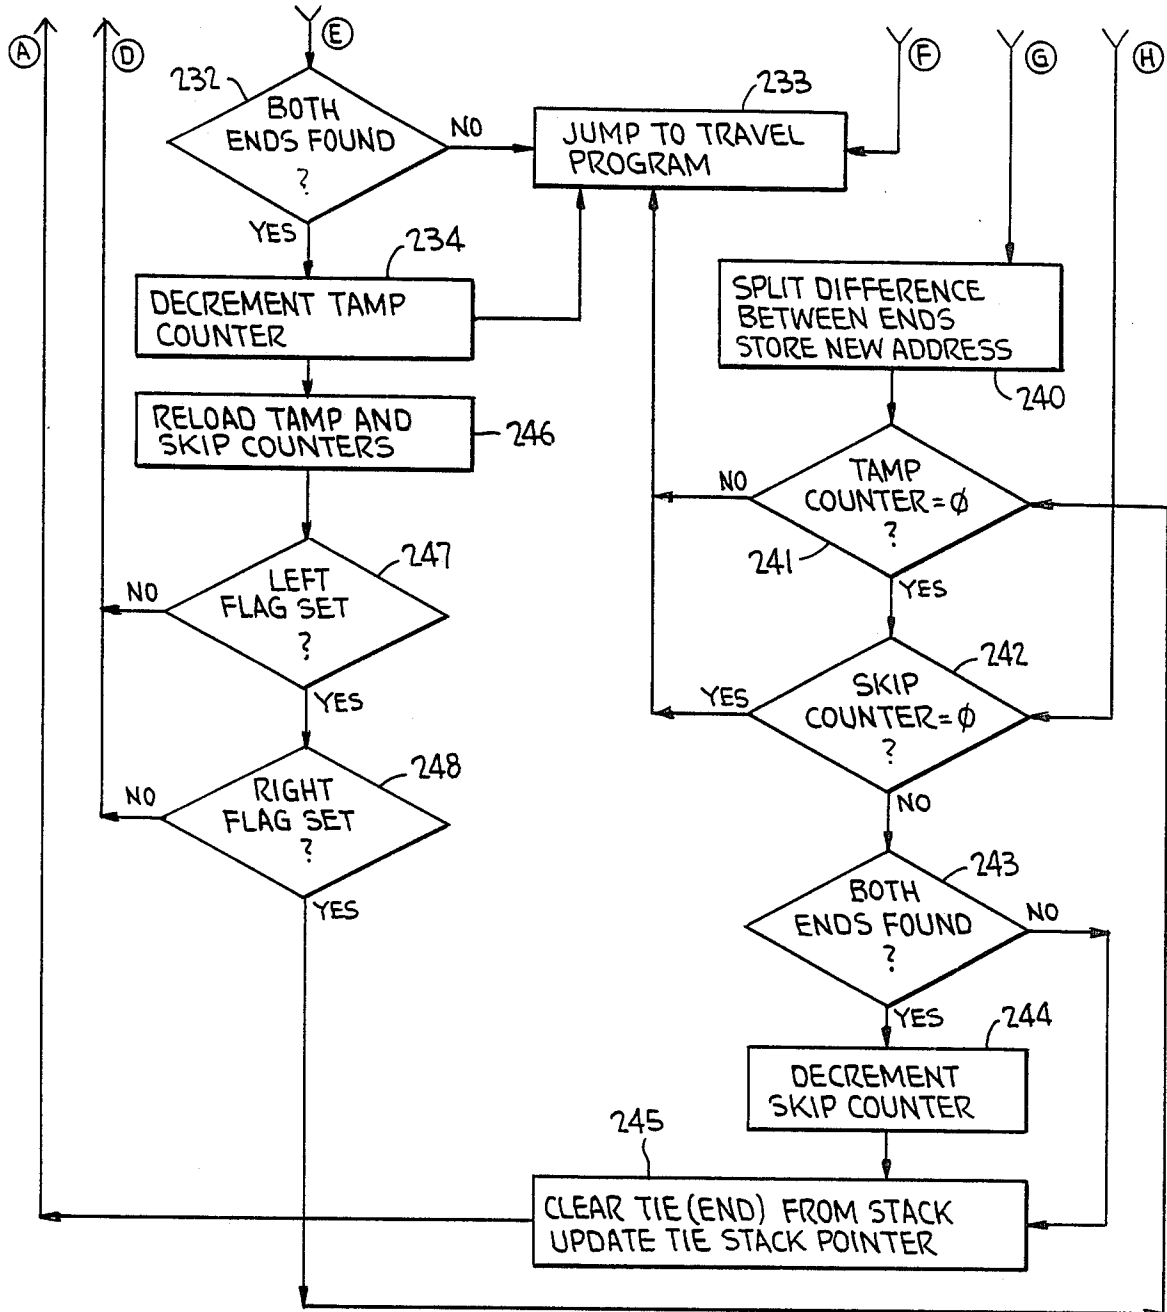 A
D
E
F
G
H
232
BOTH
ENDS FOUND
?
NO
YES
233
JUMP TO TRAVEL
PROGRAM
234
DECREMENT TAMP
COUNTER
RELOAD TAMP AND
SKIP COUNTERS
246
247
LEFT
FLAG SET
?
NO
YES
248
RIGHT
FLAG SET
?
NO
YES
SPLIT DIFFERENCE
BETWEEN ENDS
STORE NEW ADDRESS
240
TAMP
COUNTER=Ø
?
NO
241
YES
242
SKIP
COUNTER=Ø
?
YES
NO
243
BOTH
ENDS FOUND
?
NO
YES
244
DECREMENT
SKIP COUNTER
245
CLEAR TIE (END) FROM STACK
UPDATE TIE STACK POINTER